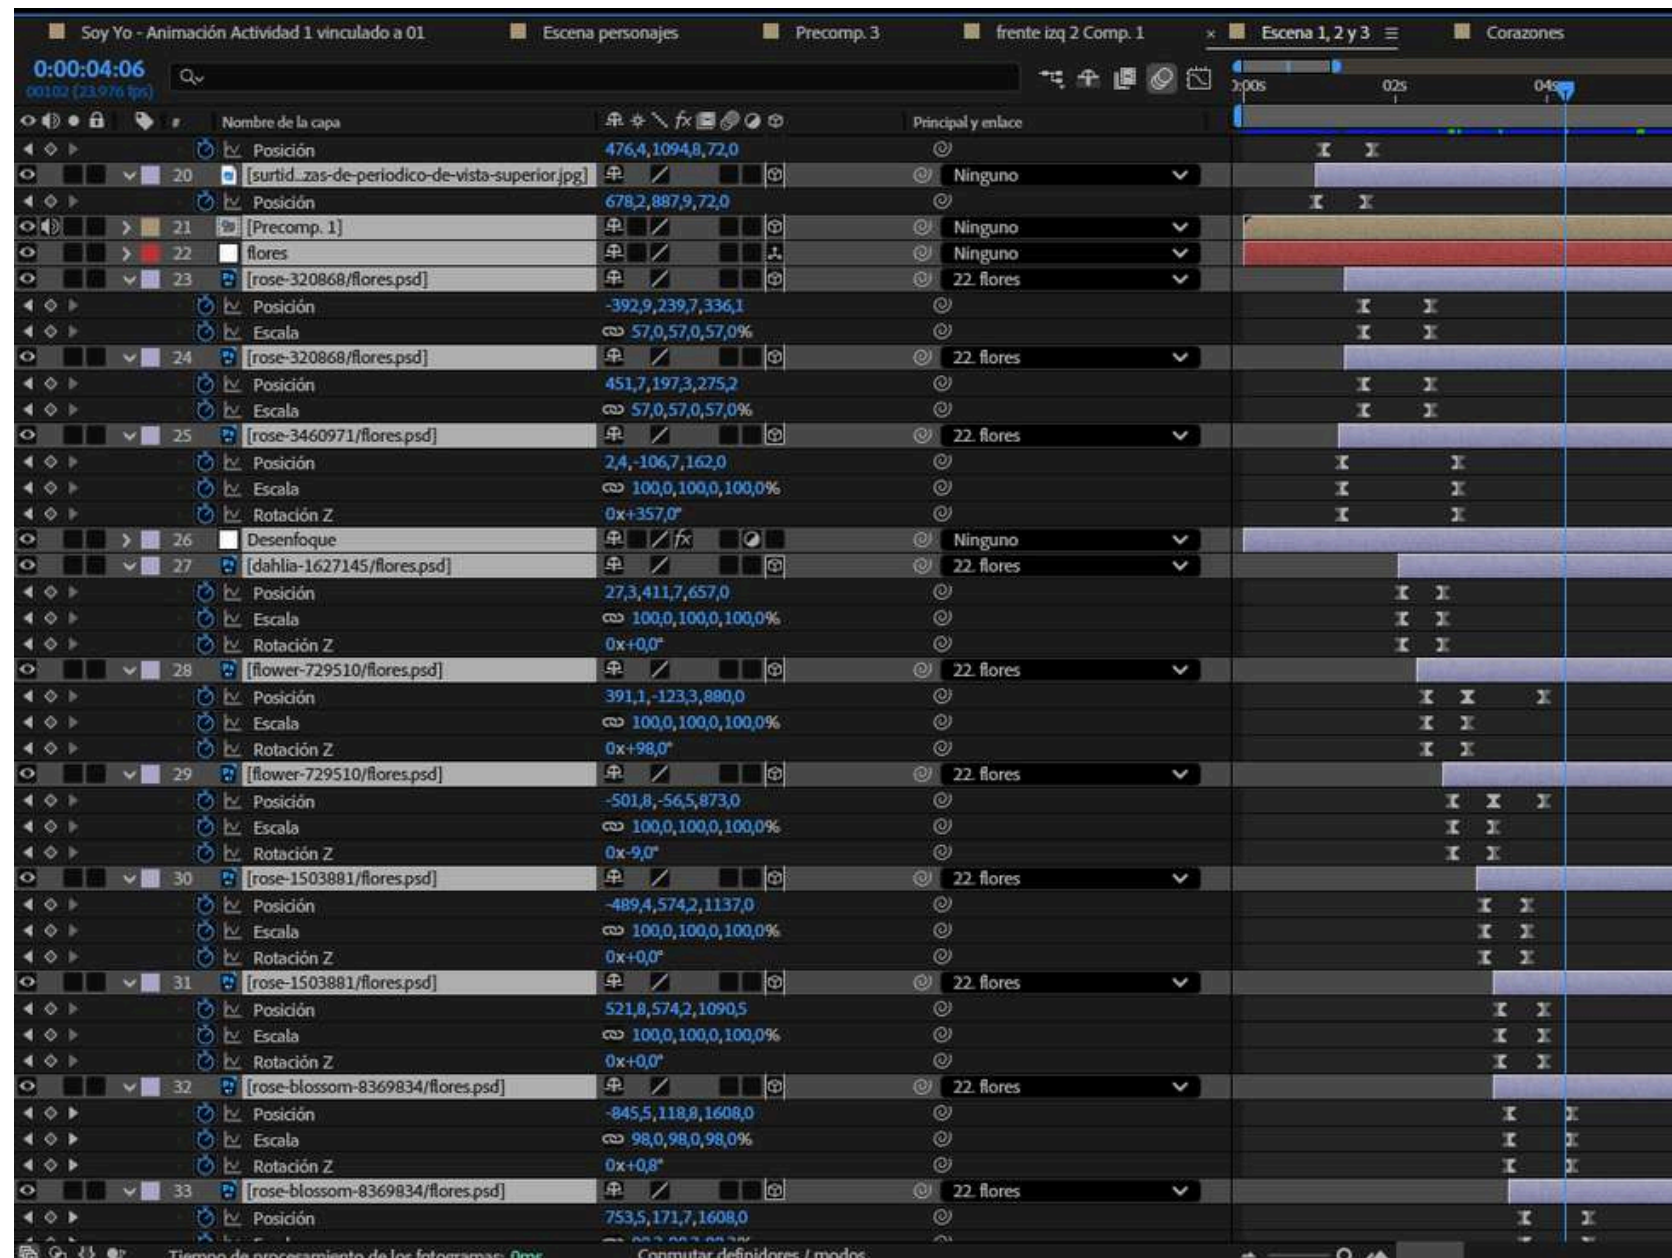 Soy Yo - Animación Actividad 1 vinculado a 01 Escena personajes Precomp. 3 frente izq 2 Comp. 1 × Escena 1, 2 y 3 Corazones
0:00:04:06
00102 (23.976 fps) 0:00s 02s 04s
# Nombre de la capa fx Principal y enlace
Posición 476,4,1094,8,72,0
20 [surtid..zas-de-periodico-de-vista-superior.jpg] Ninguno
Posición 678,2,887,9,72,0
21 [Precomp. 1] Ninguno
22 flores Ninguno
23 [rose-320868/flores.psd] 22. flores
Posición -392,9,239,7,336,1
Escala 57,0,57,0,57,0%
24 [rose-320868/flores.psd] 22. flores
Posición 451,7,197,3,275,2
Escala 57,0,57,0,57,0%
25 [rose-3460971/flores.psd] 22. flores
Posición 2,4,-106,7,162,0
Escala 100,0,100,0,100,0%
Rotación Z 0x+357,0°
26 Desenfoque fx Ninguno
27 [dahlia-1627145/flores.psd] 22. flores
Posición 27,3,411,7,657,0
Escala 100,0,100,0,100,0%
Rotación Z 0x+0,0°
28 [flower-729510/flores.psd] 22. flores
Posición 391,1,-123,3,880,0
Escala 100,0,100,0,100,0%
Rotación Z 0x+98,0°
29 [flower-729510/flores.psd] 22. flores
Posición -501,8,-56,5,873,0
Escala 100,0,100,0,100,0%
Rotación Z 0x-9,0°
30 [rose-1503881/flores.psd] 22. flores
Posición -489,4,574,2,1137,0
Escala 100,0,100,0,100,0%
Rotación Z 0x+0,0°
31 [rose-1503881/flores.psd] 22. flores
Posición 521,8,574,2,1090,5
Escala 100,0,100,0,100,0%
Rotación Z 0x+0,0°
32 [rose-blossom-8369834/flores.psd] 22. flores
Posición -845,5,118,8,1608,0
Escala 98,0,98,0,98,0%
Rotación Z 0x+0,8°
33 [rose-blossom-8369834/flores.psd] 22. flores
Posición 753,5,171,7,1608,0
Tiempo de procesamiento de los fotogramas: 0ms Conmutar definidores / modos